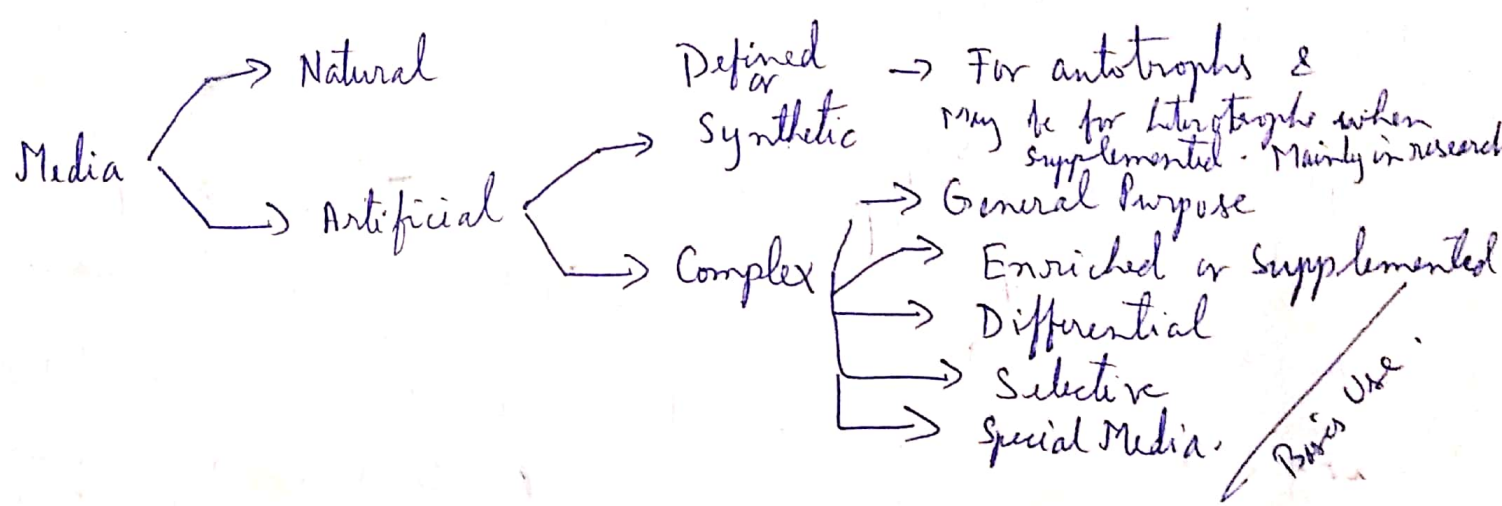 Media
Natural
Artificial
Defined
or
Synthetic
For autotrophs &
May be for heterotrophs when
supplemented. Mainly in research
Complex
General Purpose
Enriched or Supplemented
Differential
Selective
Special Media.
Basis Use.